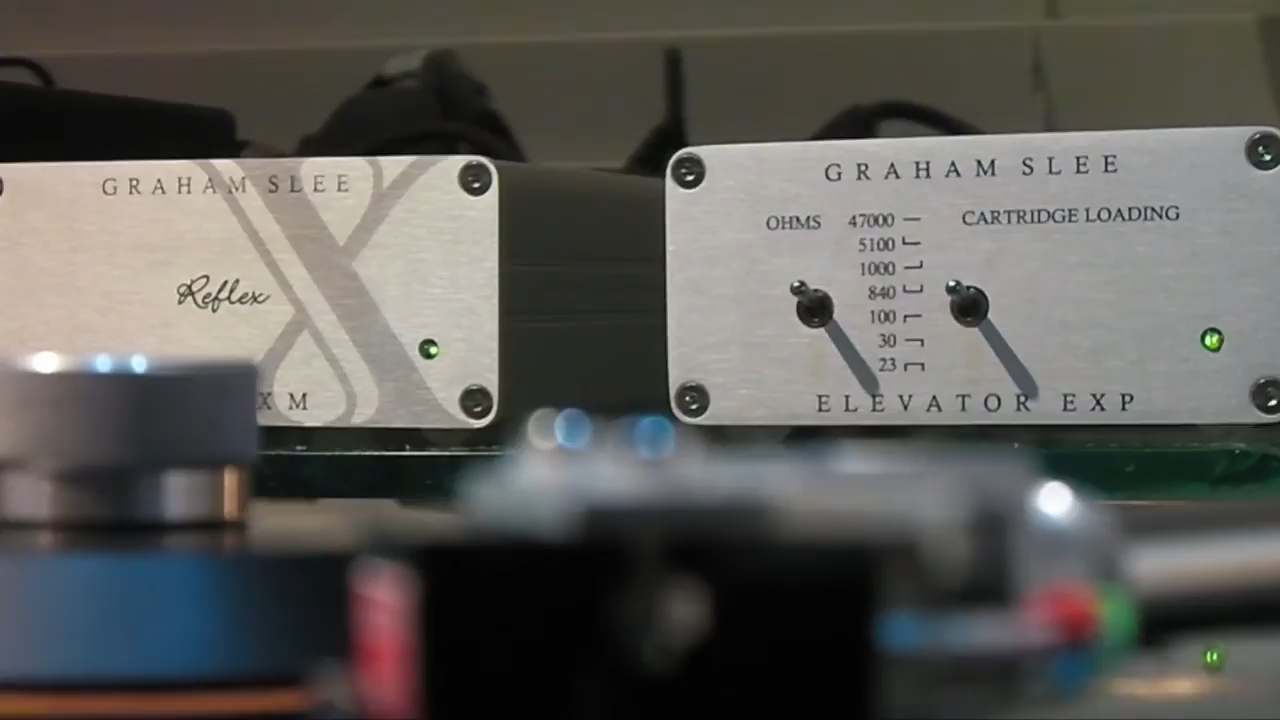 GRAHAM SLEE
Reflex
X M
GRAHAM SLEE
OHMS 47000 CARTRIDGE LOADING
5100
1000
840
100
30
23
ELEVATOR EXP